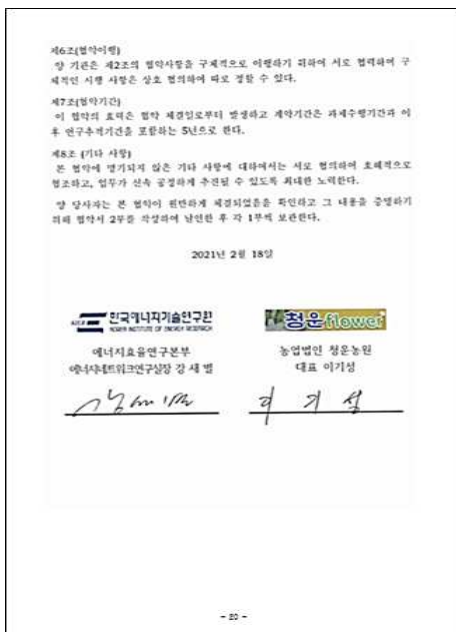 제6조(협약이행)
양 기관은 제2조의 협약사항을 구체적으로 이행하기 위하여 서로 협력하며 구
체적인 시행 사항은 상호 협의하여 따로 정할 수 있다.
제7조(협약기간)
이 협약의 효력은 협약 체결일로부터 발생하고 계약기간은 과제수행기간과 이
후 연구추적기간을 포함하는 5년으로 한다.
제8조 (기타 사항)
본 협약에 명기되지 않은 기타 사항에 대하여서는 서로 협의하여 호혜적으로
협조하고, 업무가 신속 공정하게 추진될 수 있도록 최대한 노력한다.
양 당사자는 본 협약이 원만하게 체결되었음을 확인하고 그 내용을 증명하기
위해 협약서 2부를 작성하여 날인한 후 각 1부씩 보관한다.
2021년 2월 18일
한국에너지기술연구원
KOREA INSTITUTE OF ENERGY RESEARCH
청운flower
에너지효율연구본부
에너지네트워크연구실장 강 새 별
농업법인 청운농원
대표 이기성
강 새 별
이 기 성
- 20 -